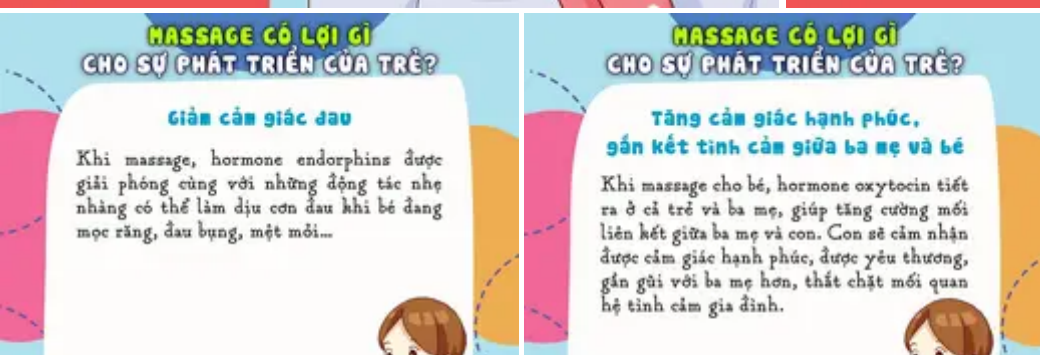 MASSAGE CÓ LỢI GÌ
CHO SỰ PHÁT TRIỂN CỦA TRẺ?
Giảm cảm giác đau
Khi massage, hormone endorphins được
giải phóng cùng với những động tác nhẹ
nhàng có thể làm dịu cơn đau khi bé đang
mọc răng, đau bụng, mệt mỏi...
MASSAGE CÓ LỢI GÌ
CHO SỰ PHÁT TRIỂN CỦA TRẺ?
Tăng cảm giác hạnh phúc,
gắn kết tình cảm giữa ba mẹ và bé
Khi massage cho bé, hormone oxytocin tiết
ra ở cả trẻ và ba mẹ, giúp tăng cường mối
liên kết giữa ba mẹ và con. Con sẽ cảm nhận
được cảm giác hạnh phúc, được yêu thương,
gần gũi với ba mẹ hơn, thắt chặt mối quan
hệ tình cảm gia đình.